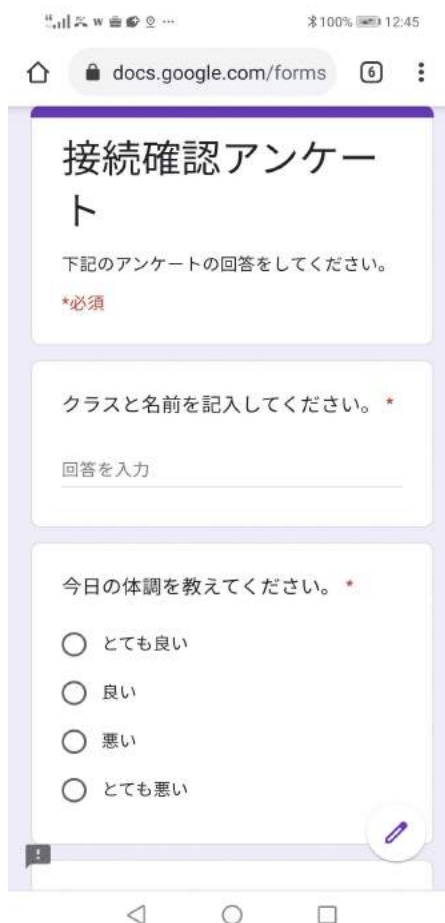 100% 12:45
docs.google.com/forms 6
接続確認アンケー
ト
下記のアンケートの回答をしてください。
*必須
クラスと名前を記入してください。 *
回答を入力
今日の体調を教えてください。 *
とても良い
良い
悪い
とても悪い